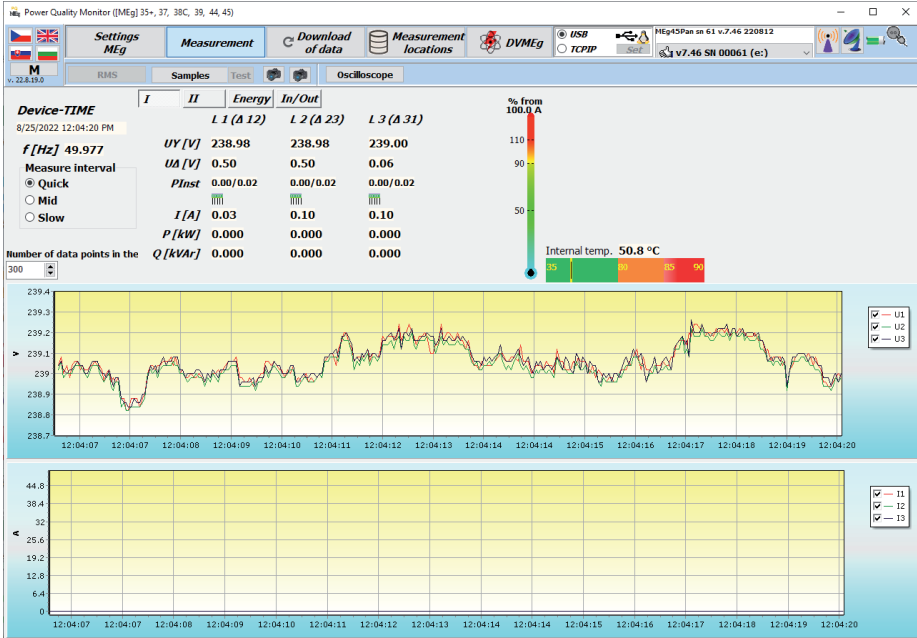 Power Quality Monitor ([MEg] 35+, 37, 38C, 39, 44, 45)
Settings MEg
Measurement
Download of data
Measurement locations
DVMEg
USB
TCPIP
Set
MEg45Pan sn 61 v.7.46 220812
v7.46 SN 00061 (e:)
M
v. 22.8.19.0
RMS
Samples
Test
Oscilloscope
Device-TIME
8/25/2022 12:04:20 PM
f [Hz] 49.977
Measure interval
Quick
Mid
Slow
Number of data points in the
300
I II Energy In/Out
L 1 (Δ 12) L 2 (Δ 23) L 3 (Δ 31)
UY [V] 238.98 238.98 239.00
UΔ [V] 0.50 0.50 0.06
PInst 0.00/0.02 0.00/0.02 0.00/0.02
I [A] 0.03 0.10 0.10
P [kW] 0.000 0.000 0.000
Q [kVAr] 0.000 0.000 0.000
% from
100.0 A
110
90
50
Internal temp. 50.8 °C
35 80 85 90
239.4
239.3
239.2
239.1
239
238.9
238.8
238.7
V
12:04:07 12:04:07 12:04:08 12:04:09 12:04:10 12:04:11 12:04:12 12:04:13 12:04:14 12:04:14 12:04:15 12:04:16 12:04:17 12:04:18 12:04:19 12:04:20
U1
U2
U3
44.8
38.4
32
25.6
19.2
12.8
6.4
0
A
12:04:07 12:04:07 12:04:08 12:04:09 12:04:10 12:04:11 12:04:12 12:04:13 12:04:14 12:04:14 12:04:15 12:04:16 12:04:17 12:04:18 12:04:19 12:04:20
I1
I2
I3